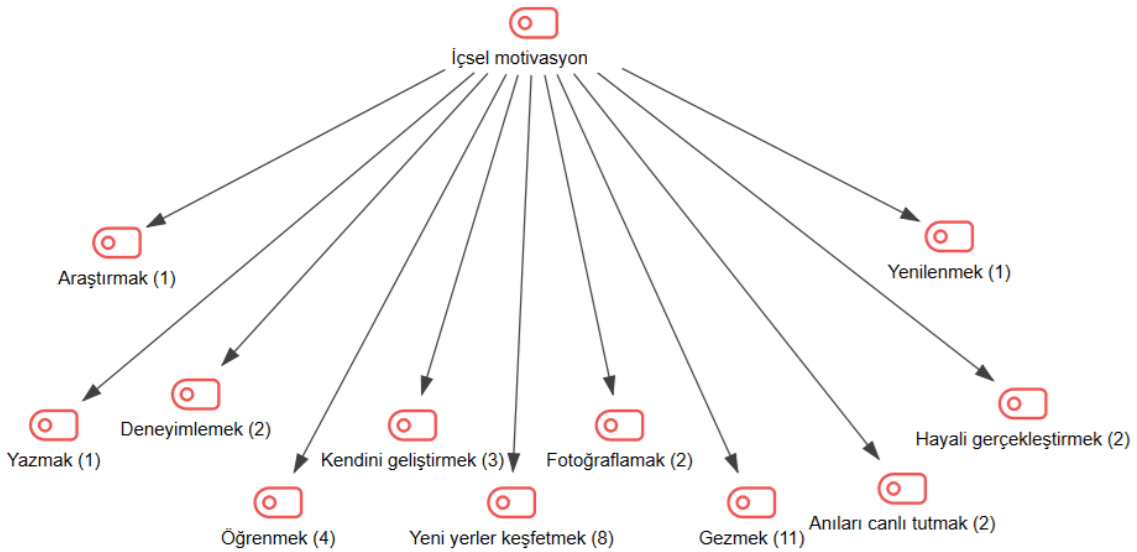 İçsel motivasyon
Araştırmak (1)
Yenilenmek (1)
Yazmak (1)
Deneyimlemek (2)
Kendini geliştirmek (3)
Fotoğraflamak (2)
Hayali gerçekleştirmek (2)
Öğrenmek (4)
Yeni yerler keşfetmek (8)
Gezmek (11)
Anıları canlı tutmak (2)